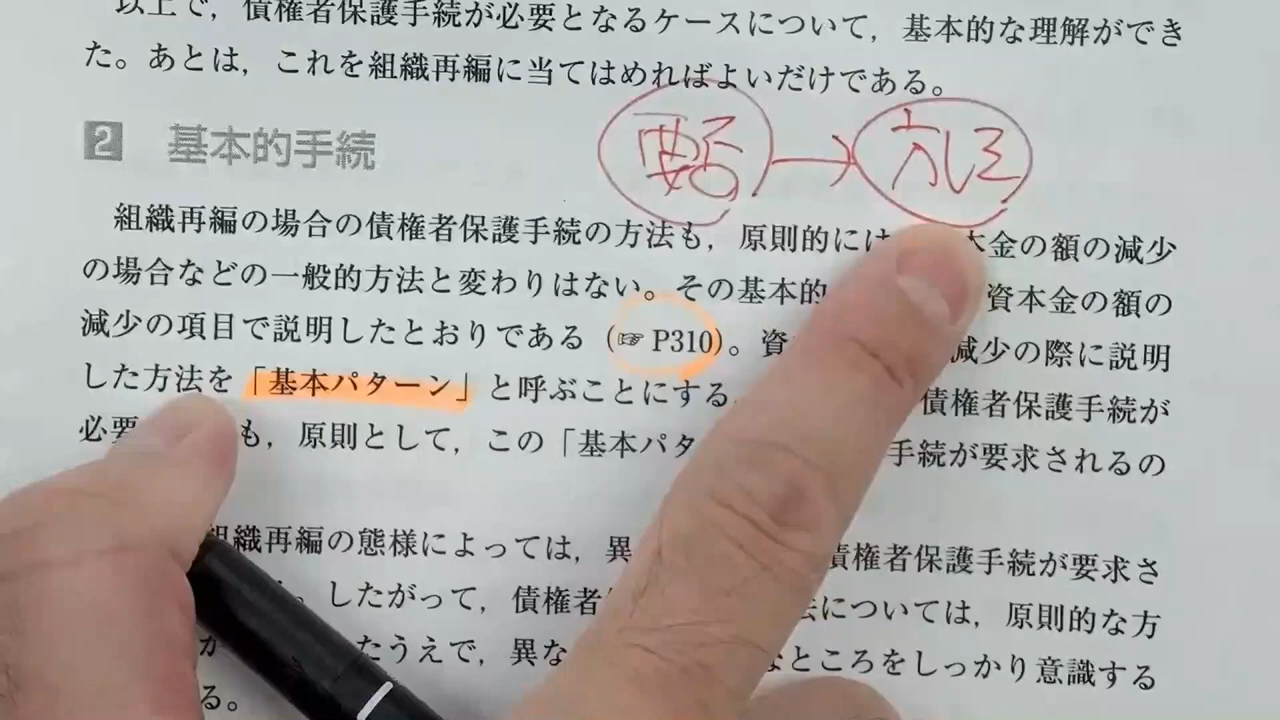 以上で，債権者保護手続が必要となるケースについて，基本的な理解ができ
た。あとは，これを組織再編に当てはめればよいだけである。
要否→方法
2 基本的手続
組織再編の場合の債権者保護手続の方法も，原則的には 本金の額の減少
の場合などの一般的方法と変わりはない。その基本的 資本金の額の
減少の項目で説明したとおりである（☞ P310）。資 減少の際に説明
した方法を「基本パターン」と呼ぶことにする 債権者保護手続が
必要 も，原則として，この「基本パタ 手続が要求されるの
組織再編の態様によっては，異 債権者保護手続が要求さ
。したがって，債権者 法については，原則的な方
が たうえで，異な なところをしっかり意識する
る。